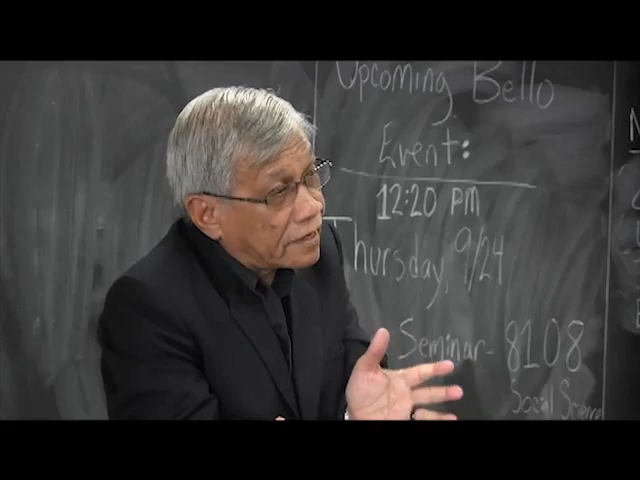 Upcoming Bello
Event:
12:20 pm
Thursday, 9/24
Seminar - 8108
Social Science